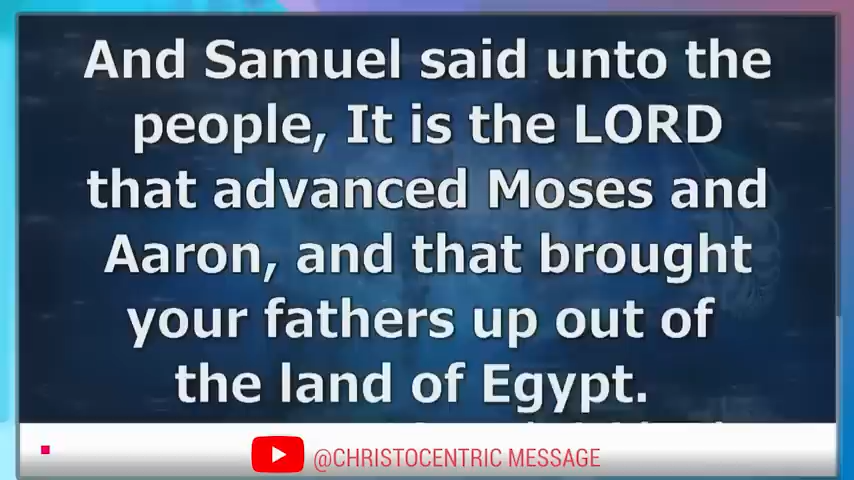 And Samuel said unto the
people, It is the LORD
that advanced Moses and
Aaron, and that brought
your fathers up out of
the land of Egypt.
@CHRISTOCENTRIC MESSAGE